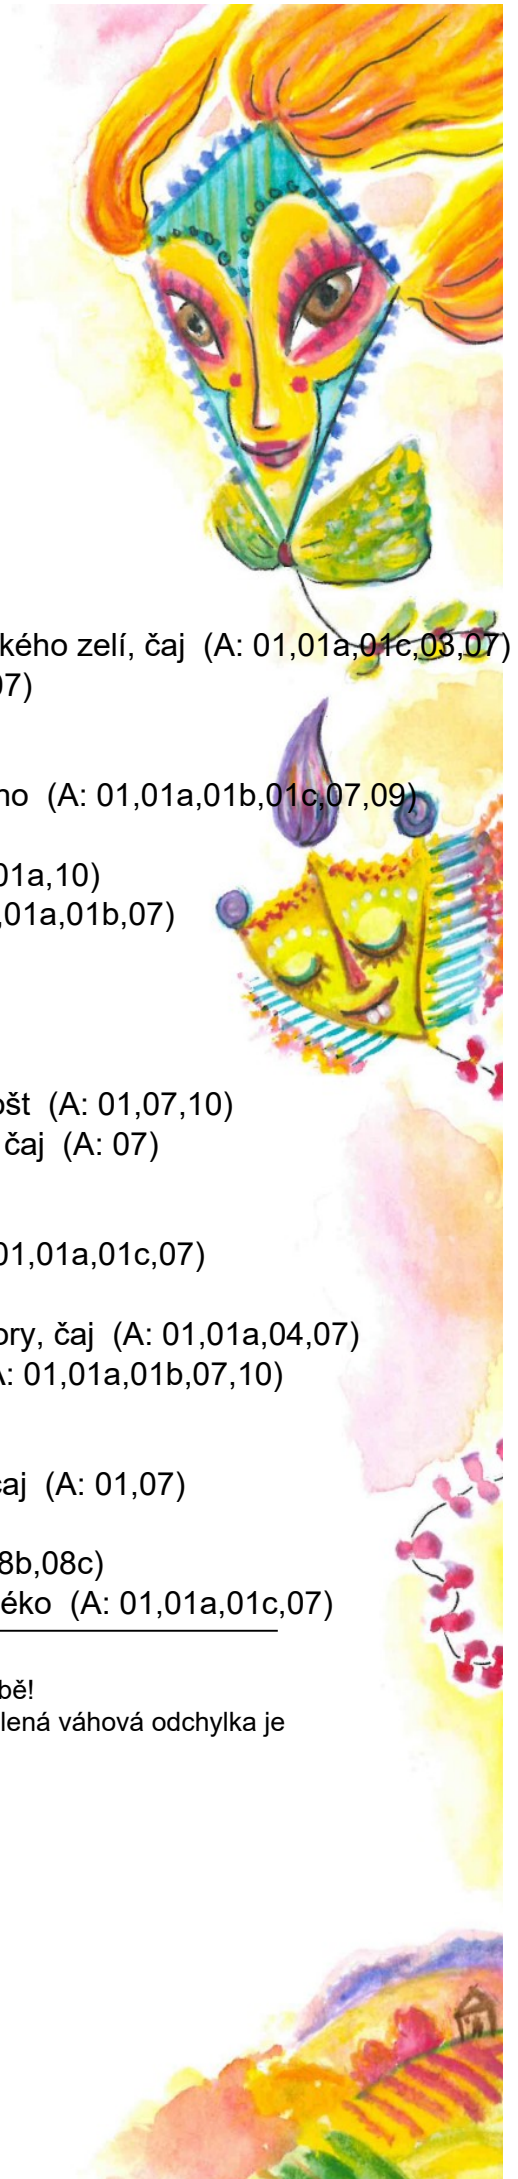 kého zelí, čaj (A: 01,01a,01c,03,07)
07)
no (A: 01,01a,01b,01c,07,09)
01a,10)
,01a,01b,07)
ošt (A: 01,07,10)
čaj (A: 07)
01,01a,01c,07)
ory, čaj (A: 01,01a,04,07)
A: 01,01a,01b,07,10)
čaj (A: 01,07)
8b,08c)
éko (A: 01,01a,01c,07)
bě!
lená váhová odchylka je